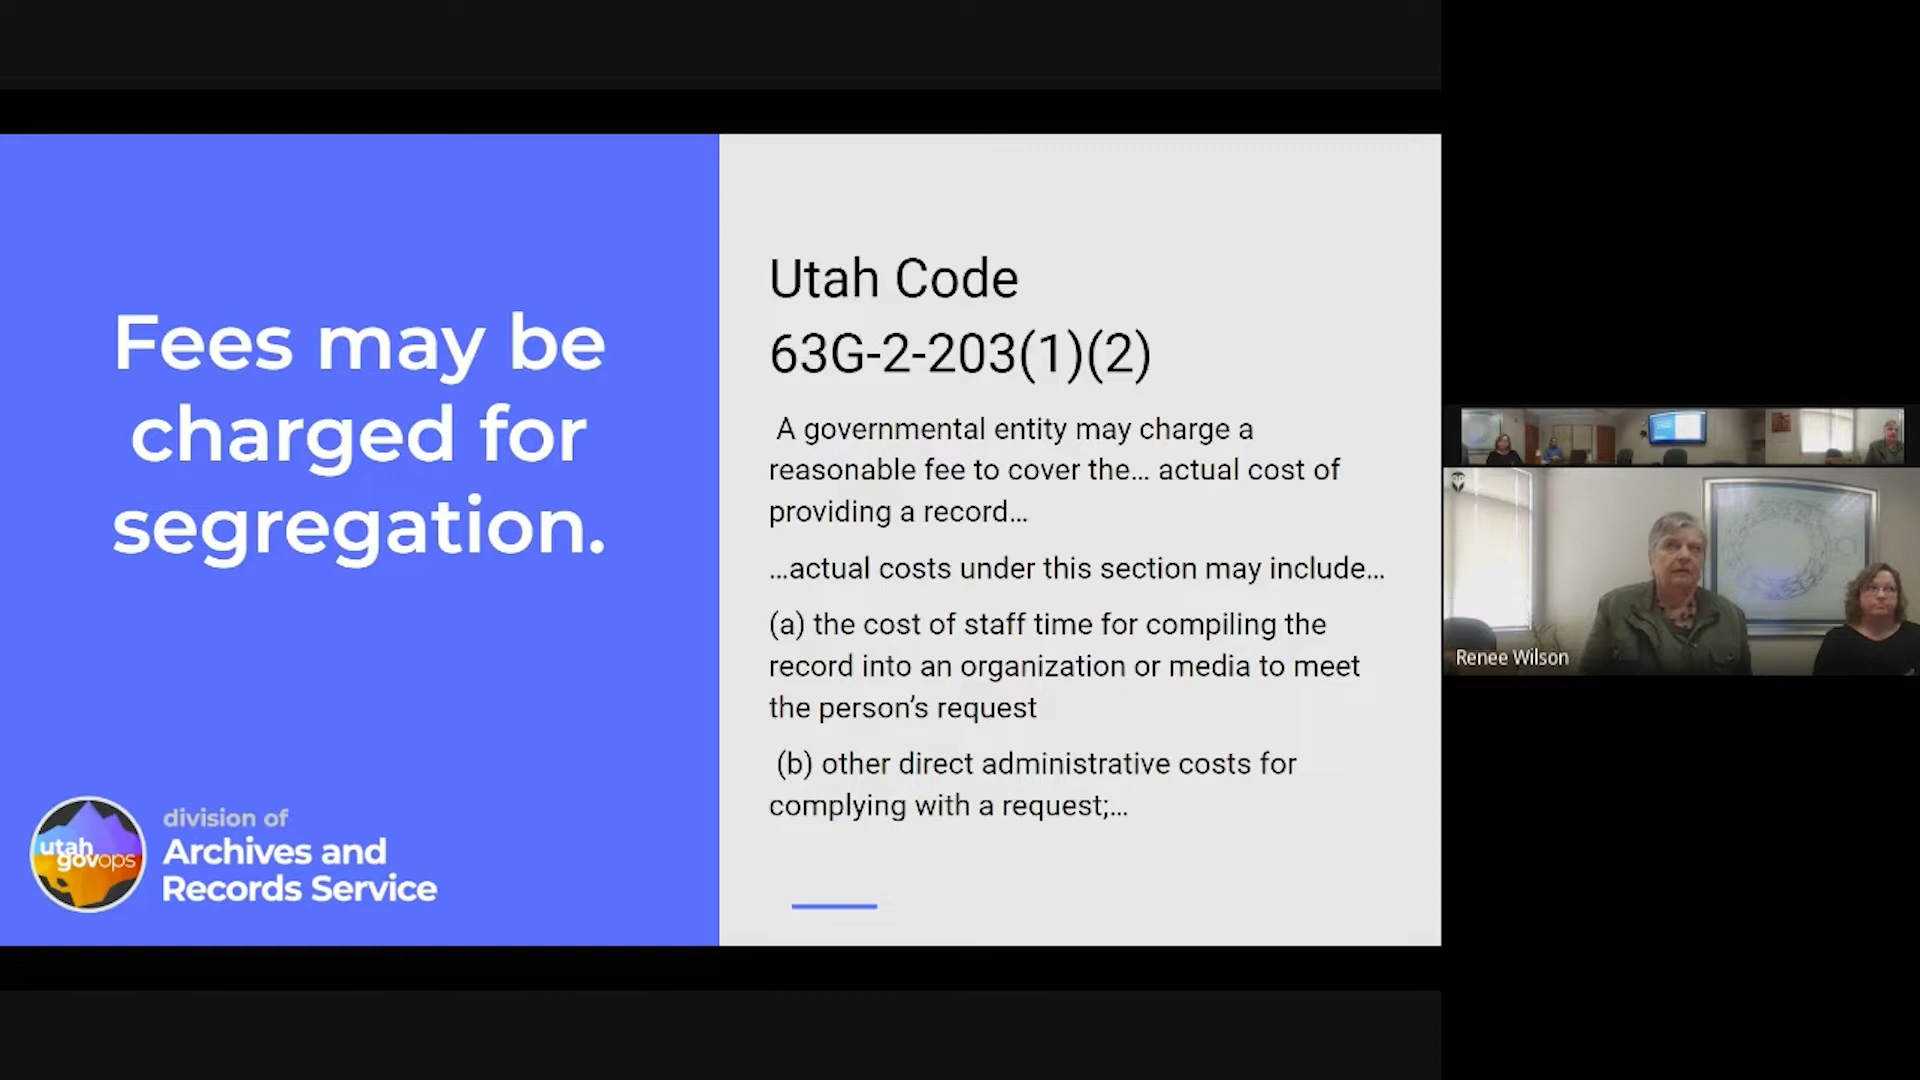 Fees may be
charged for
segregation.
utah
govops
division of
Archives and
Records Service
Utah Code
63G-2-203(1)(2)
A governmental entity may charge a
reasonable fee to cover the... actual cost of
providing a record...
...actual costs under this section may include...
(a) the cost of staff time for compiling the
record into an organization or media to meet
the person’s request
(b) other direct administrative costs for
complying with a request;...
Renee Wilson